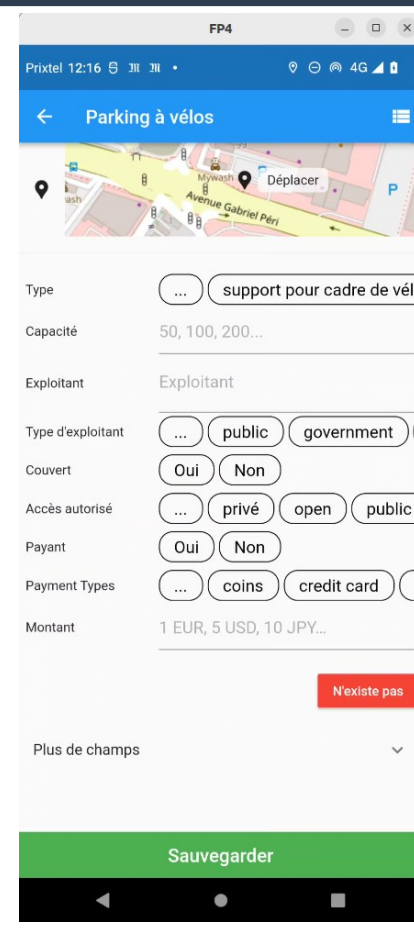 FP4
Prixtel 12:16
4G
Parking à vélos
Mywash
Déplacer
P
ash
Avenue Gabriel Péri
Type
... support pour cadre de vél
Capacité
50, 100, 200...
Exploitant
Exploitant
Type d'exploitant
... public government
Couvert
Oui Non
Accès autorisé
... privé open public
Payant
Oui Non
Payment Types
... coins credit card
Montant
1 EUR, 5 USD, 10 JPY...
N'existe pas
Plus de champs
Sauvegarder